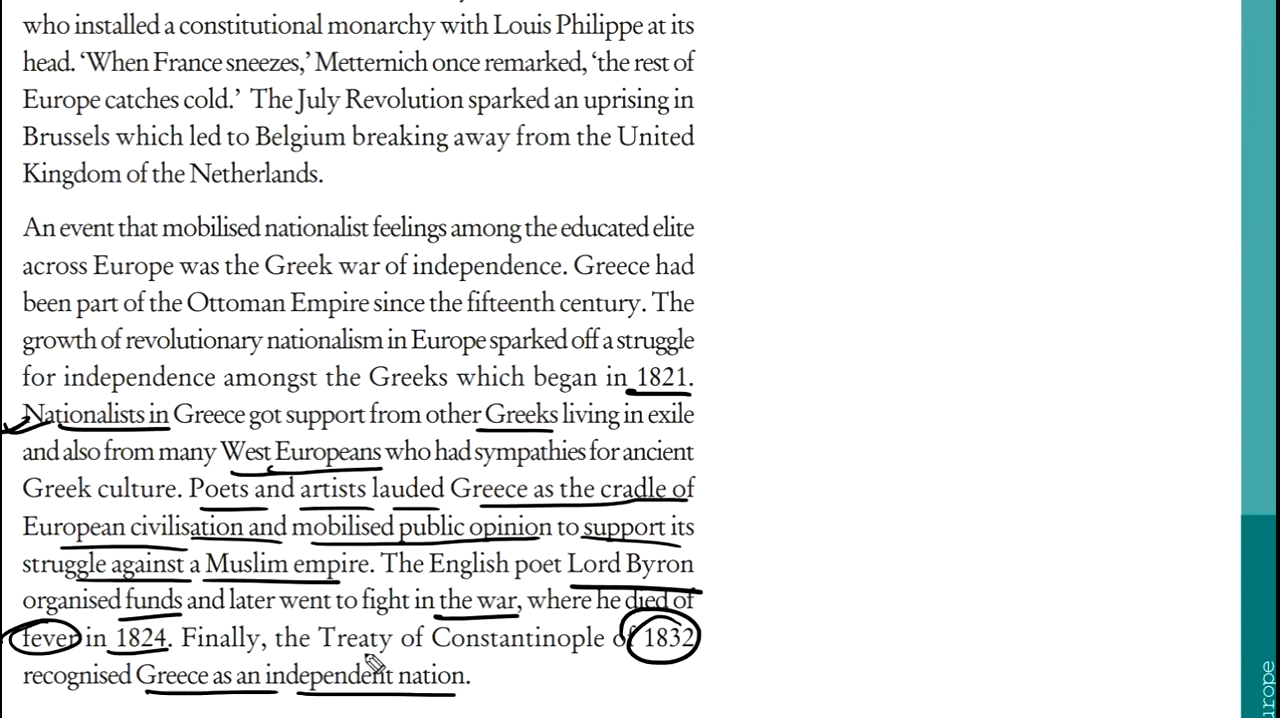 who installed a constitutional monarchy with Louis Philippe at its
head. ‘When France sneezes,’ Metternich once remarked, ‘the rest of
Europe catches cold.’ The July Revolution sparked an uprising in
Brussels which led to Belgium breaking away from the United
Kingdom of the Netherlands.
An event that mobilised nationalist feelings among the educated elite
across Europe was the Greek war of independence. Greece had
been part of the Ottoman Empire since the fifteenth century. The
growth of revolutionary nationalism in Europe sparked off a struggle
for independence amongst the Greeks which began in 1821.
Nationalists in Greece got support from other Greeks living in exile
and also from many West Europeans who had sympathies for ancient
Greek culture. Poets and artists lauded Greece as the cradle of
European civilisation and mobilised public opinion to support its
struggle against a Muslim empire. The English poet Lord Byron
organised funds and later went to fight in the war, where he died of
fever in 1824. Finally, the Treaty of Constantinople of 1832
recognised Greece as an independent nation.
urope